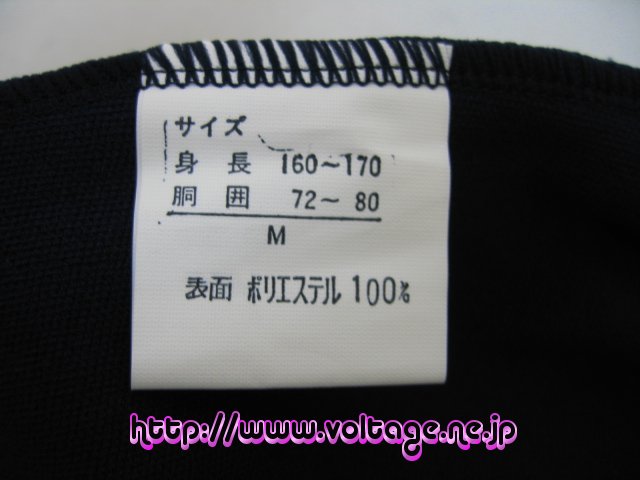 サイズ
身長 160～170
胴囲 72～ 80
M
表面 ポリエステル 100%
http://www.voltage.ne.jp